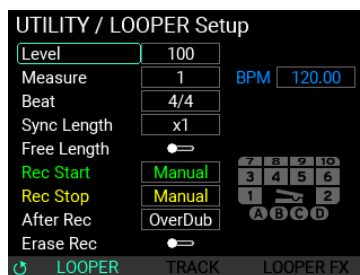 UTILITY / LOOPER Setup
Level 100
Measure 1 BPM 120.00
Beat 4/4
Sync Length x1
Free Length
Rec Start Manual
Rec Stop Manual
After Rec OverDub
Erase Rec
7 8 9 10
3 4 5 6
1 2
A B C D
LOOPER TRACK LOOPER FX